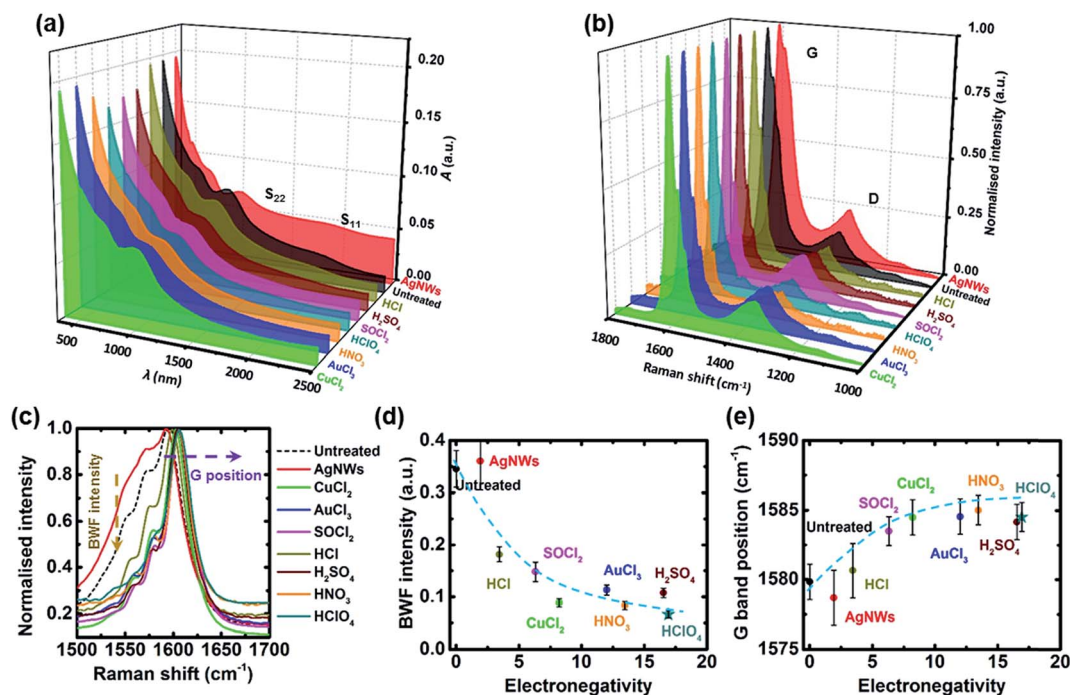 (a)
0.20
0.15
0.10
0.05
0.00
A (a.u.)
S₂₂
S₁₁
500
1000
1500
2000
2500
λ (nm)
AgNWs
Untreated
HCl
H₂SO₄
SOCl₂
HClO₄
HNO₃
AuCl₃
CuCl₂
(b)
1.00
0.75
0.50
0.25
0.00
Normalised intensity (a.u.)
G
D
1800
1600
1400
1200
1000
Raman shift (cm⁻¹)
AgNWs
Untreated
HCl
H₂SO₄
SOCl₂
HClO₄
HNO₃
AuCl₃
CuCl₂
(c)
1.0
0.8
0.6
0.4
0.2
Normalised intensity
BWF intensity
G position
1500
1550
1600
1650
1700
Raman shift (cm⁻¹)
Untreated
AgNWs
CuCl₂
AuCl₃
SOCl₂
HCl
H₂SO₄
HNO₃
HClO₄
(d)
0.4
0.3
0.2
0.1
0.0
BWF intensity (a.u.)
AgNWs
Untreated
HCl
SOCl₂
CuCl₂
AuCl₃
HNO₃
H₂SO₄
HClO₄
0
5
10
15
20
Electronegativity
(e)
1590
1585
1580
1575
G band position (cm⁻¹)
Untreated
AgNWs
HCl
SOCl₂
CuCl₂
AuCl₃
HNO₃
H₂SO₄
HClO₄
0
5
10
15
20
Electronegativity